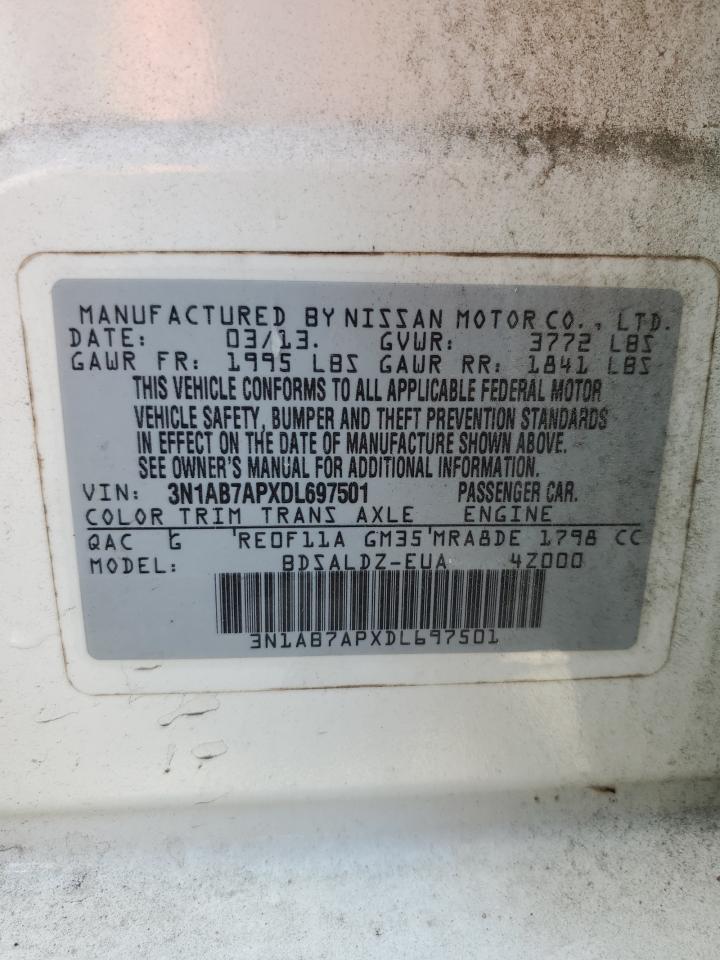 MANUFACTURED BY NISSAN MOTOR CO., LTD.
DATE: 03/13. GVWR: 3772 LBS
GAWR FR: 1995 LBS GAWR RR: 1841 LBS
THIS VEHICLE CONFORMS TO ALL APPLICABLE FEDERAL MOTOR
VEHICLE SAFETY, BUMPER AND THEFT PREVENTION STANDARDS
IN EFFECT ON THE DATE OF MANUFACTURE SHOWN ABOVE.
SEE OWNER'S MANUAL FOR ADDITIONAL INFORMATION.
VIN: 3N1AB7APXDL697501 PASSENGER CAR.
COLOR TRIM TRANS AXLE ENGINE
QAC G RE0F11A GM35 MRA8DE 1798 CC
MODEL: BDSALDZ-EUA 4Z000
3N1AB7APXDL697501